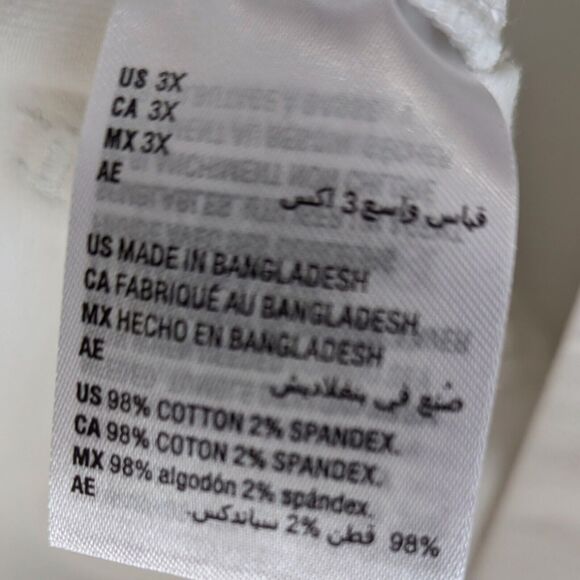 US 3X
CA 3X
MX 3X
AE
قياس واسع 3 اكس
US MADE IN BANGLADESH
CA FABRIQUÉ AU BANGLADESH
MX HECHO EN BANGLADESH
AE
صُنع في بنغلاديش
US 98% COTTON 2% SPANDEX.
CA 98% COTON 2% SPANDEX.
MX 98% algodón 2% spándex.
AE
98% قطن 2% سباندكس.